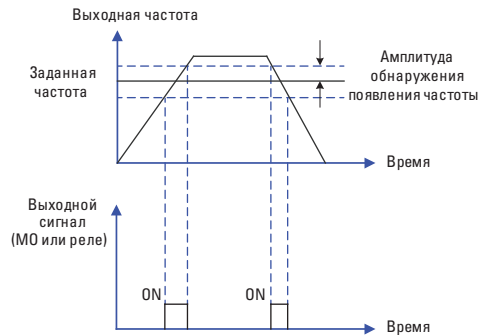 Выходная частота
Заданная
частота
Амплитуда
обнаружения
появления частоты
Время
Выходной
сигнал
(МО или реле)
ON
ON
Время